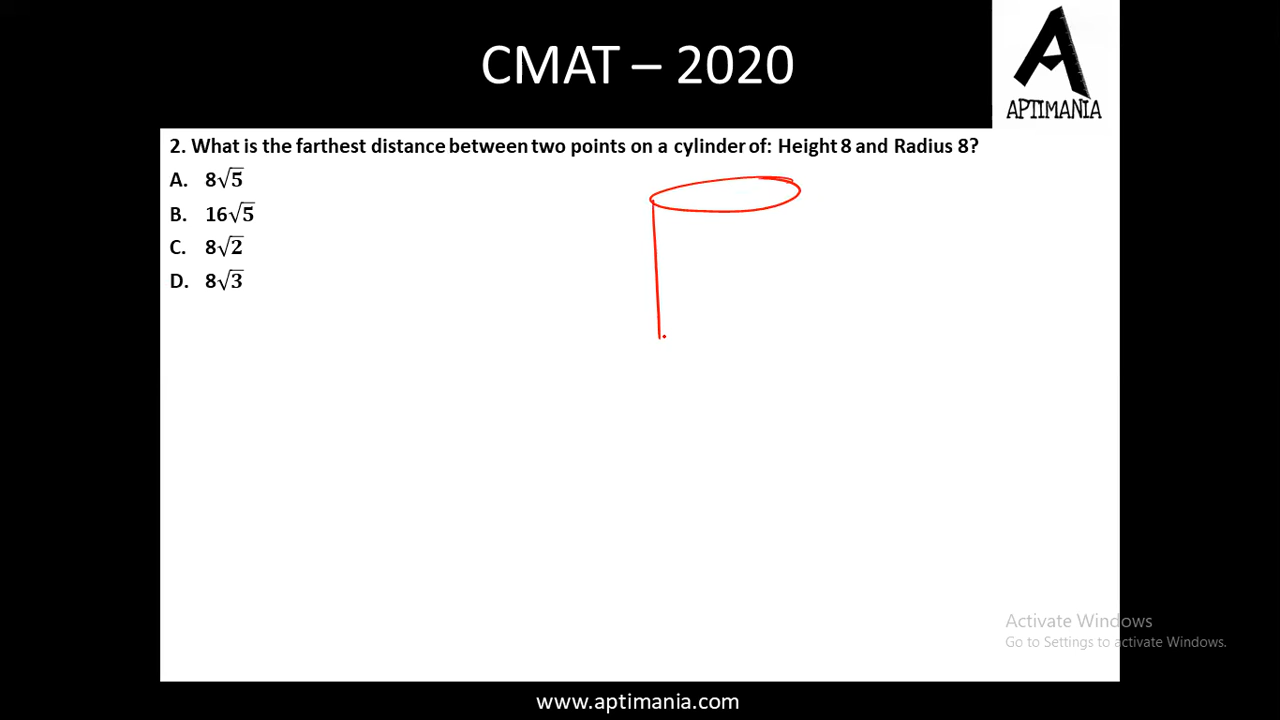 CMAT – 2020
APTIMANIA
2. What is the farthest distance between two points on a cylinder of: Height 8 and Radius 8?
A. 8√5
B. 16√5
C. 8√2
D. 8√3
Activate Windows
Go to Settings to activate Windows.
www.aptimania.com